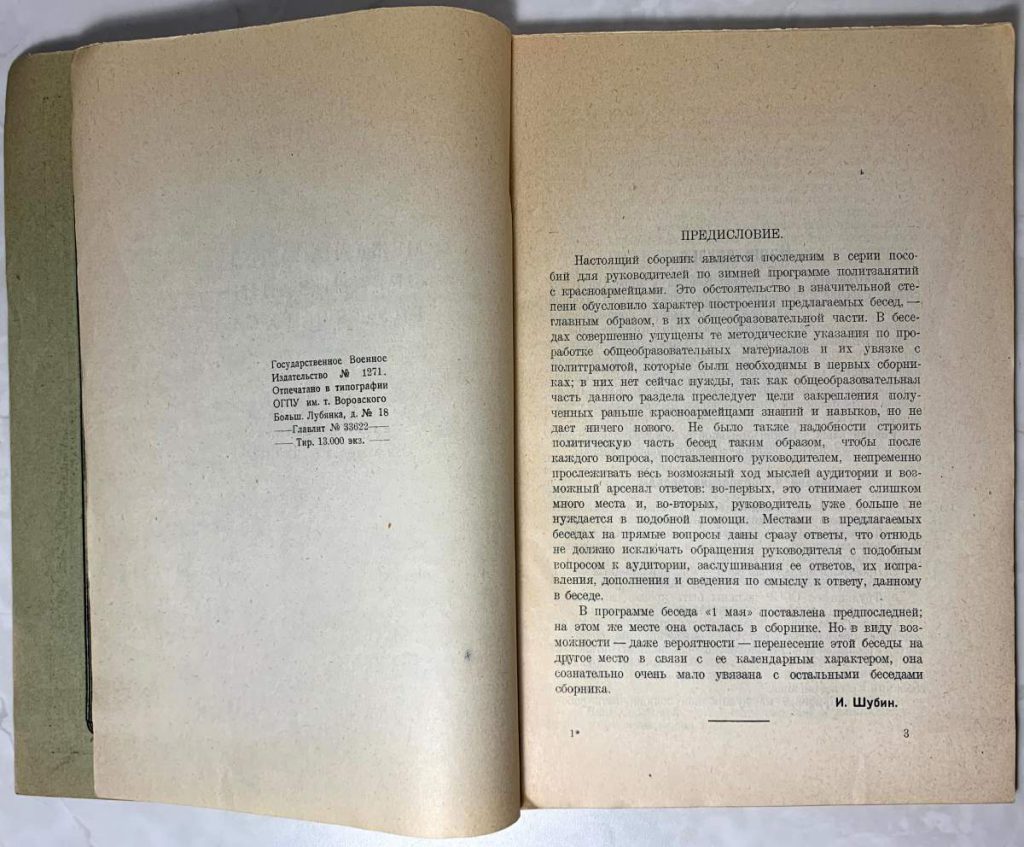 Государственное Военное
Издательство № 1271.
Отпечатано в типографии
ОГПУ им. т. Воровского
Больш. Лубянка, д. № 18
—Главлит № 33622—
— Тир. 13.000 экз. —
ПРЕДИСЛОВИЕ.
Настоящий сборник является последним в серии посо-
бий для руководителей по зимней программе политзанятий
с красноармейцами. Это обстоятельство в значительной сте-
пени обусловило характер построения предлагаемых бесед, —
главным образом, в их общеобразовательной части. В бесе-
дах совершенно упущены те методические указания по про-
работке общеобразовательных материалов и их увязке с
политграмотой, которые были необходимы в первых сборни-
ках; в них нет сейчас нужды, так как общеобразовательная
часть данного раздела преследует цели закрепления полу-
ченных раньше красноармейцами знаний и навыков, но не
дает ничего нового. Не было также надобности строить
политическую часть бесед таким образом, чтобы после
каждого вопроса, поставленного руководителем, непременно
прослеживать весь возможный ход мыслей аудитории и воз-
можный арсенал ответов: во-первых, это отнимает слишком
много места и, во-вторых, руководитель уже больше не
нуждается в подобной помощи. Местами в предлагаемых
беседах на прямые вопросы даны сразу ответы, что отнюдь
не должно исключать обращения руководителя с подобным
вопросом к аудитории, заслушивания ее ответов, их исправ-
ления, дополнения и сведения по смыслу к ответу, данному
в беседе.
В программе беседа «1 мая» поставлена предпоследней;
на этом же месте она осталась в сборнике. Но в виду воз-
можности — даже вероятности — перенесение этой беседы на
другое место в связи с ее календарным характером, она
сознательно очень мало увязана с остальными беседами
сборника.
И. Шубин.
1*
3